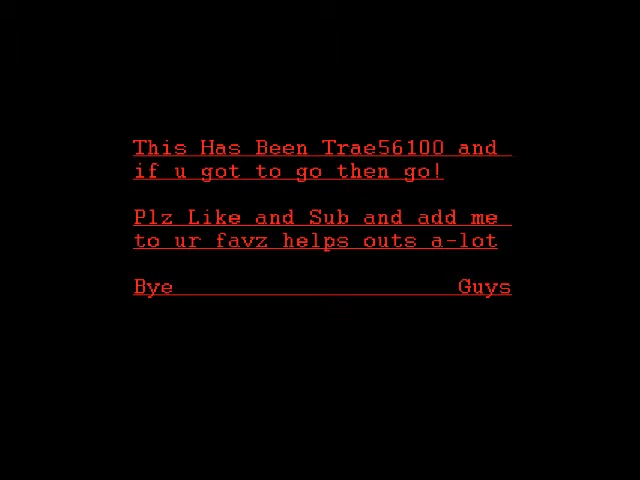 This Has Been Trae56100 and
if u got to go then go!
Plz Like and Sub and add me
to ur favz helps outs a-lot
Bye Guys